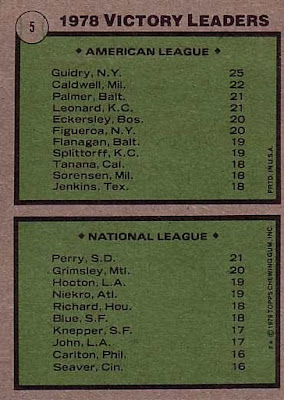 5
1978 VICTORY LEADERS
◆ AMERICAN LEAGUE ◆
Guidry, N.Y. 25
Caldwell, Mil. 22
Palmer, Balt. 21
Leonard, K.C. 21
Eckersley, Bos. 20
Figueroa, N.Y. 20
Flanagan, Balt. 19
Splittorff, K.C. 19
Tanana, Cal. 18
Sorensen, Mil. 18
Jenkins, Tex. 18
PRTD. IN U.S.A.
◆ NATIONAL LEAGUE ◆
Perry, S.D. 21
Grimsley, Mtl. 20
Hooton, L.A. 19
Niekro, Atl. 19
Richard, Hou. 18
Blue, S.F. 18
Knepper, S.F. 17
John, L.A. 17
Carlton, Phil. 16
Seaver, Cin. 16
★★ © 1979 TOPPS CHEWING GUM, INC.